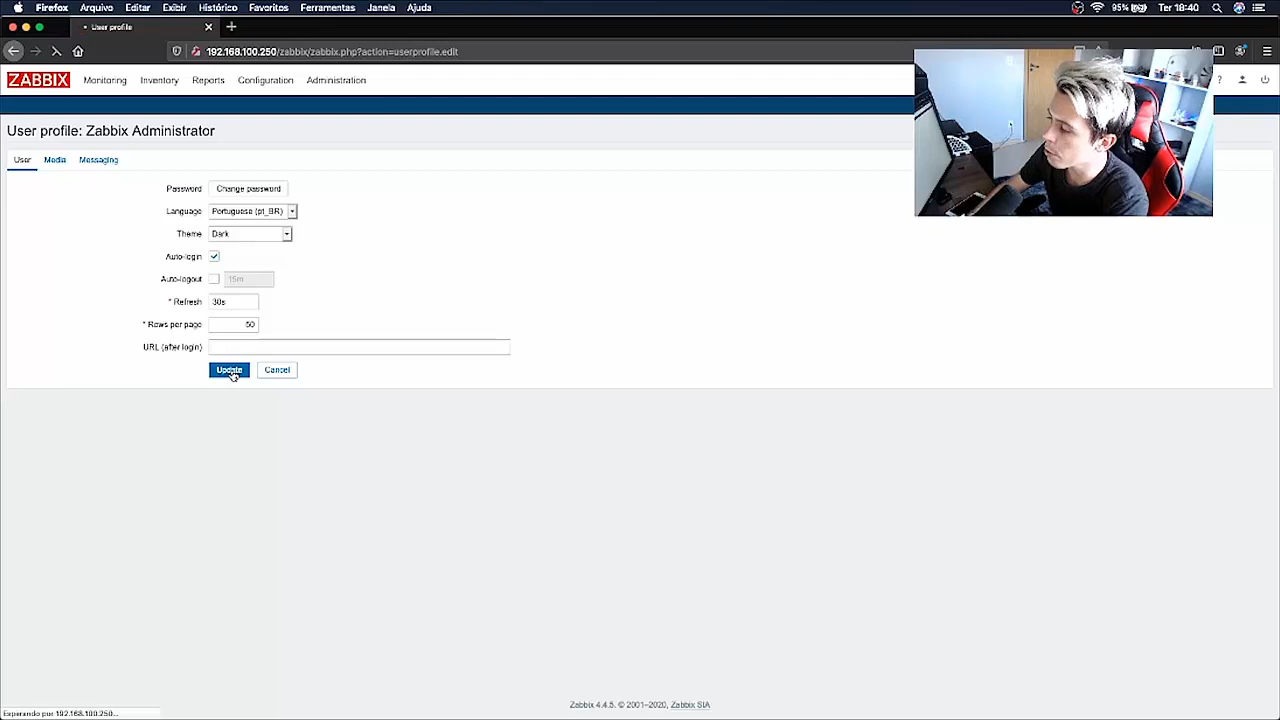 Firefox Arquivo Editar Exibir Histórico Favoritos Ferramentas Janela Ajuda 95% Ter 18:40
User profile
192.168.100.250/zabbix/zabbix.php?action=userprofile.edit
ZABBIX Monitoring Inventory Reports Configuration Administration ?
User profile: Zabbix Administrator
User Media Messaging
Password Change password
Language Portuguese (pt_BR)
Theme Dark
Auto-login
Auto-logout 15m
* Refresh 30s
* Rows per page 50
URL (after login)
Update Cancel
Zabbix 4.4.5. © 2001–2020, Zabbix SIA
Esperando por 192.168.100.250...